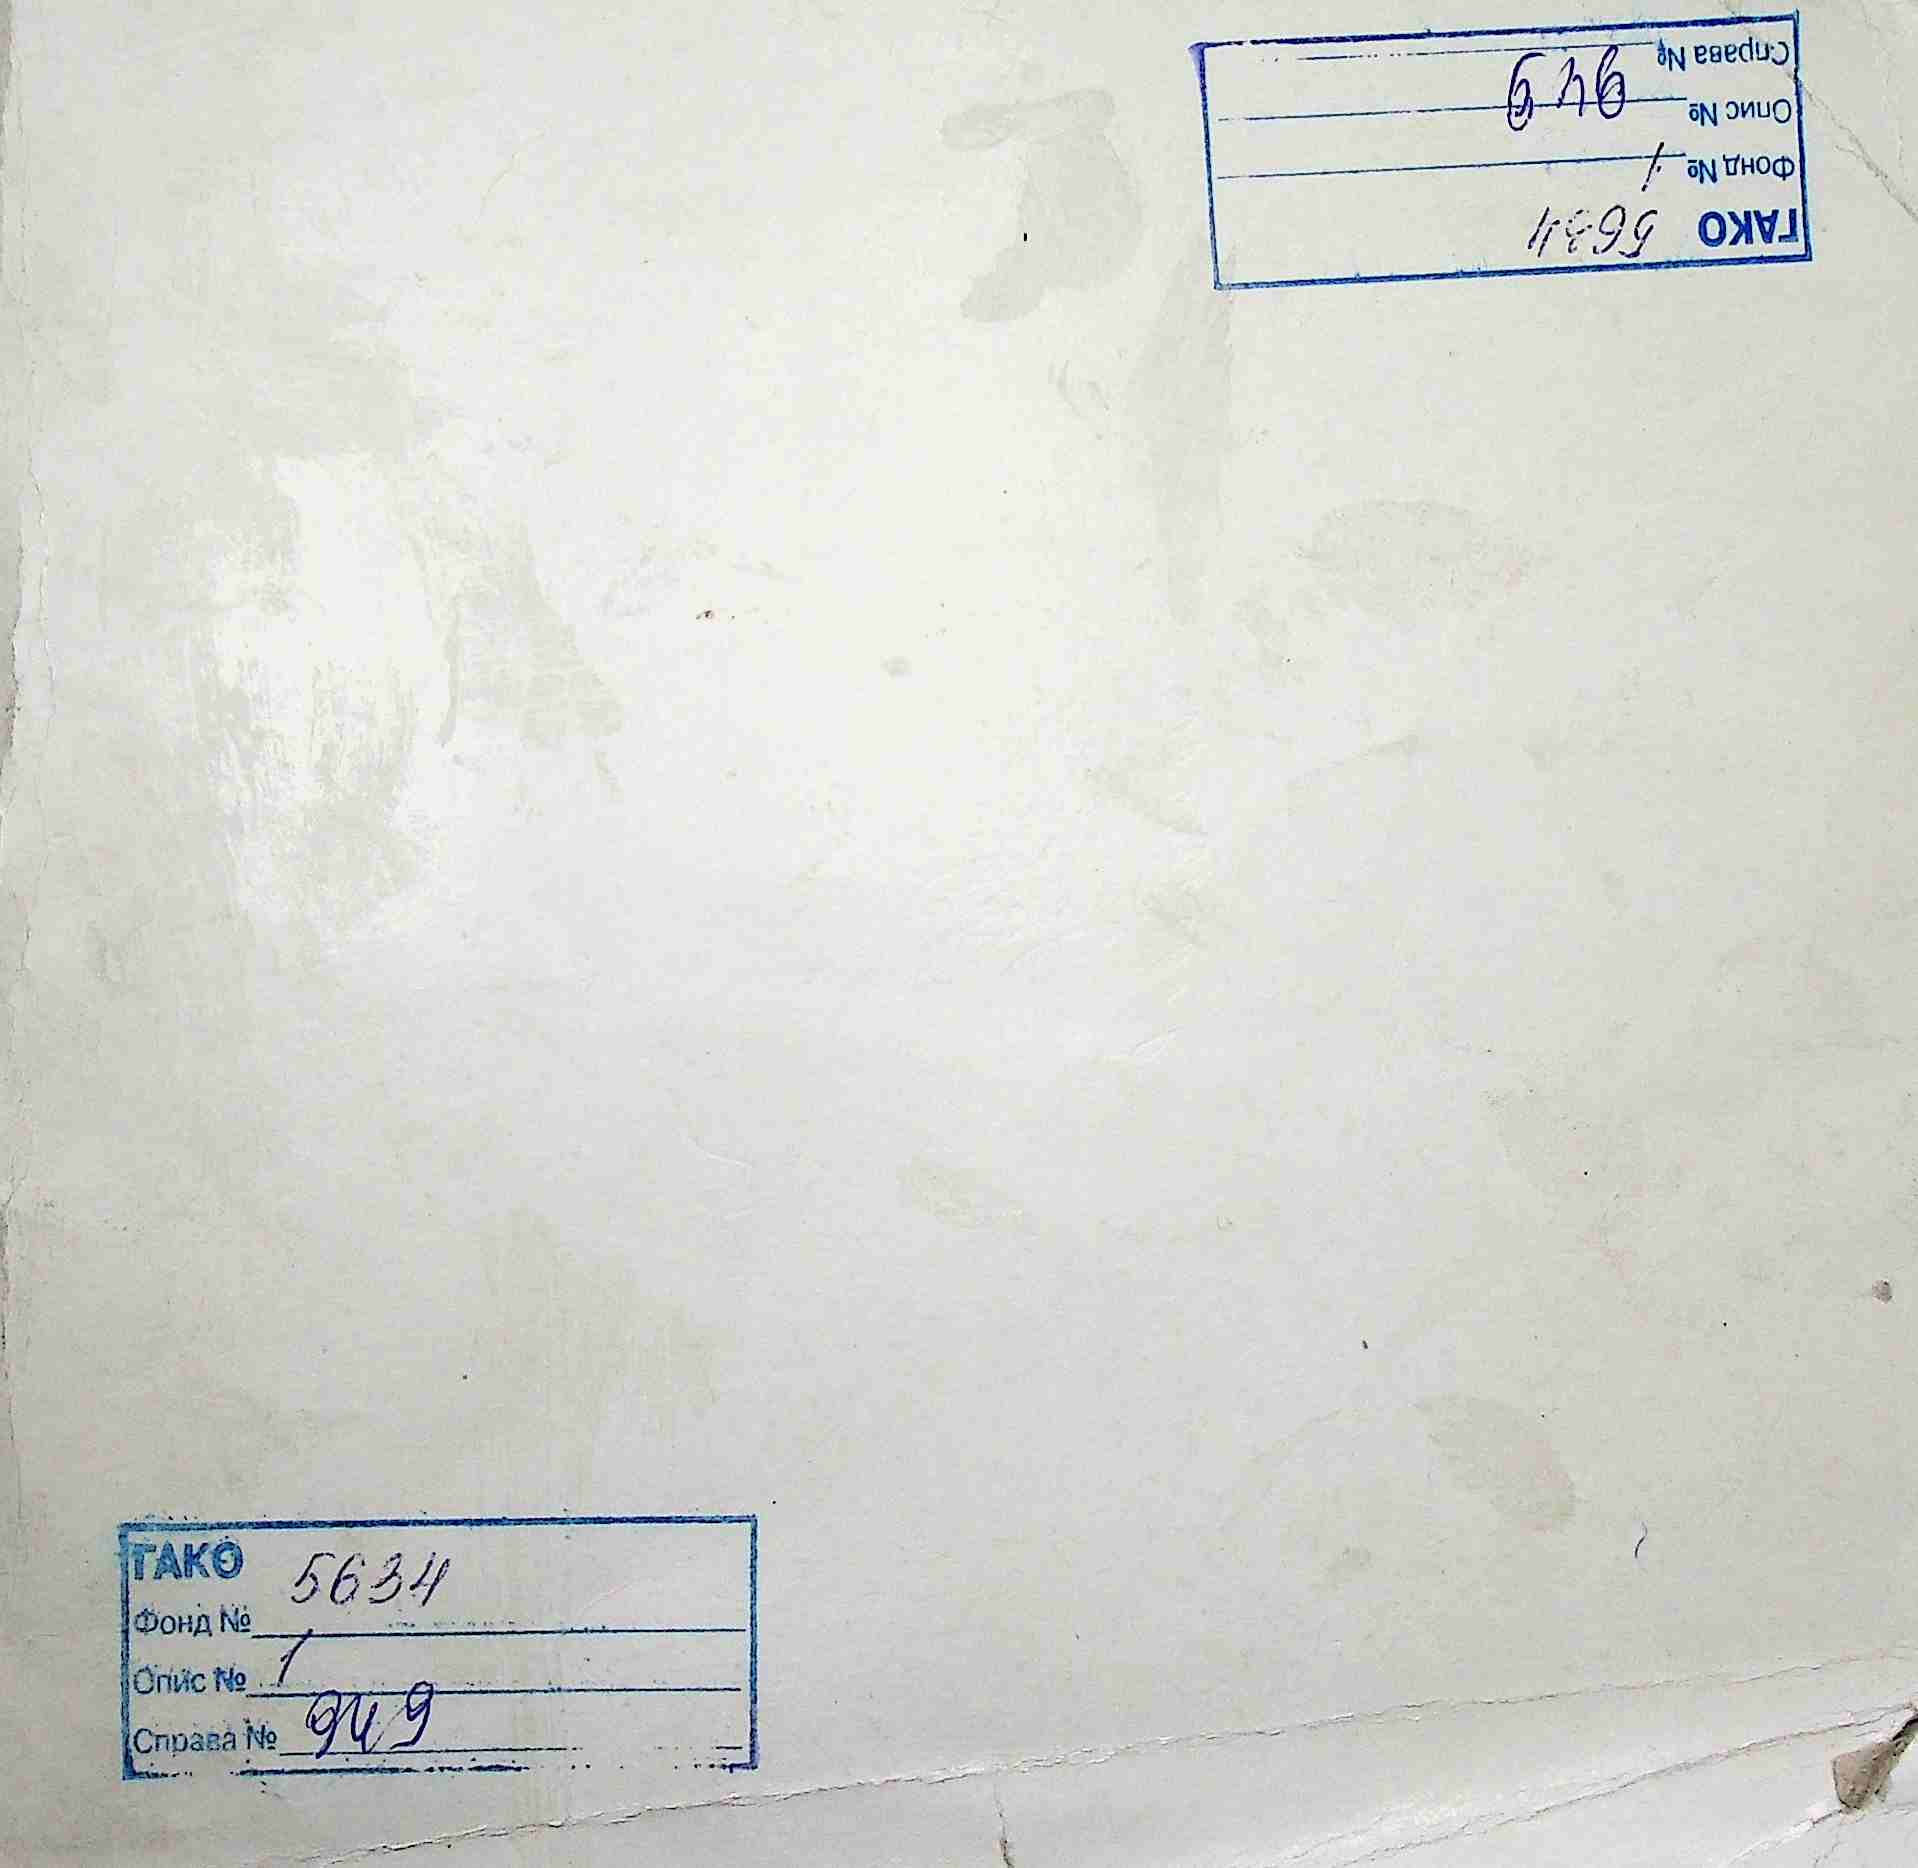 ГАКО 5634
Фонд № 1
Опис № 949
Справа №
ГАКО 5634
Фонд №
Опис № 1
Справа № 949